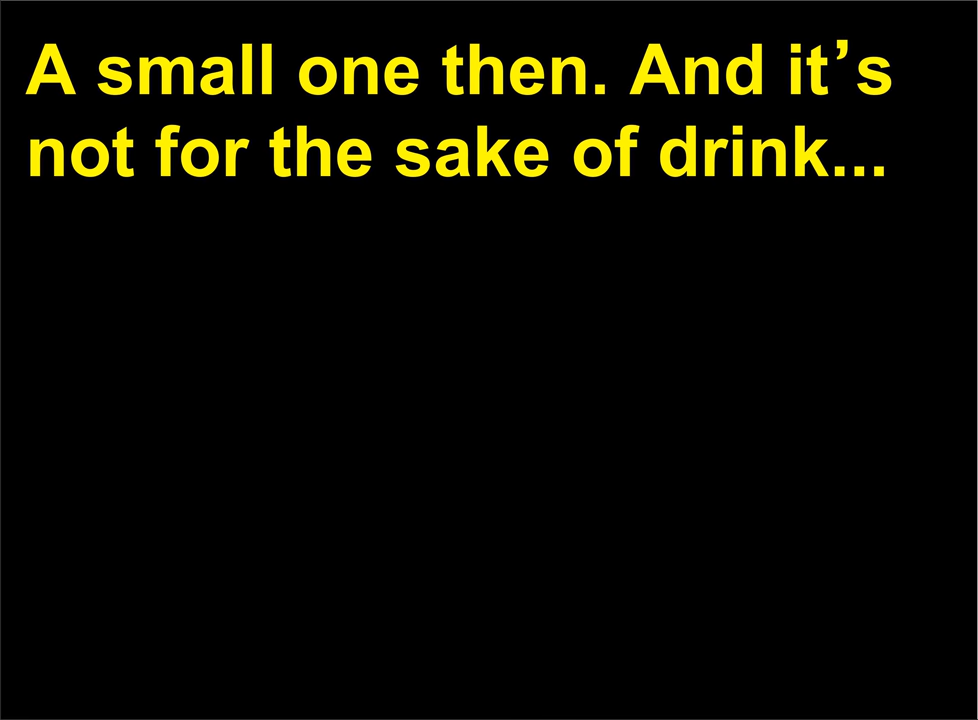 A small one then. And it’s
not for the sake of drink...